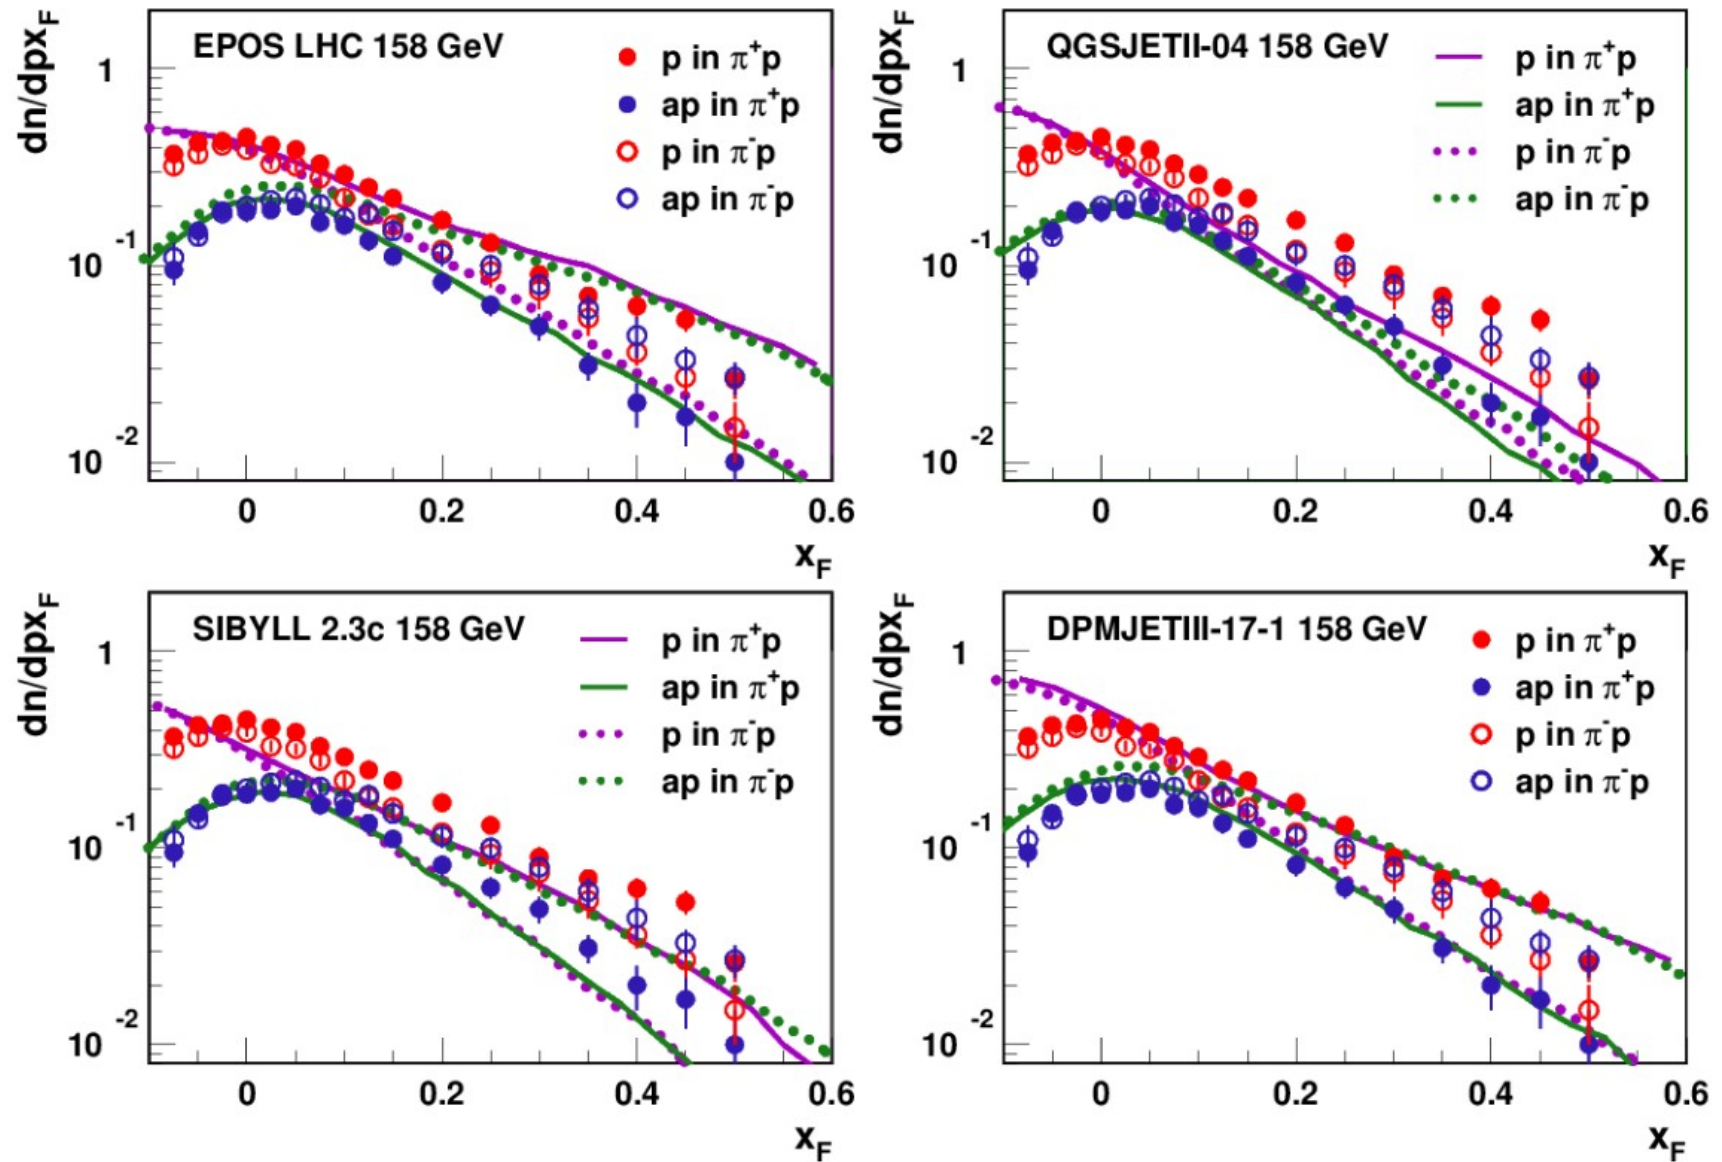 EPOS LHC 158 GeV
p in π⁺p
ap in π⁺p
p in π⁻p
ap in π⁻p
dn/dpx_F
1
10⁻¹
10⁻²
0 0.2 0.4 0.6
x_F
QGSJETII-04 158 GeV
p in π⁺p
ap in π⁺p
p in π⁻p
ap in π⁻p
dn/dpx_F
1
10⁻¹
10⁻²
0 0.2 0.4 0.6
x_F
SIBYLL 2.3c 158 GeV
p in π⁺p
ap in π⁺p
p in π⁻p
ap in π⁻p
dn/dpx_F
1
10⁻¹
10⁻²
0 0.2 0.4 0.6
x_F
DPMJETIII-17-1 158 GeV
p in π⁺p
ap in π⁺p
p in π⁻p
ap in π⁻p
dn/dpx_F
1
10⁻¹
10⁻²
0 0.2 0.4 0.6
x_F